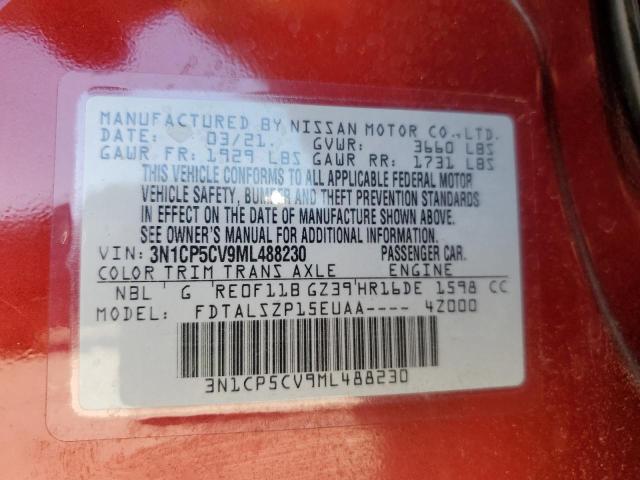 MANUFACTURED BY NISSAN MOTOR CO.,LTD.
DATE: 03/21. GVWR: 3660 LBS
GAWR FR: 1929 LBS GAWR RR: 1731 LBS
THIS VEHICLE CONFORMS TO ALL APPLICABLE FEDERAL MOTOR
VEHICLE SAFETY, BUMPER AND THEFT PREVENTION STANDARDS
IN EFFECT ON THE DATE OF MANUFACTURE SHOWN ABOVE.
SEE OWNER'S MANUAL FOR ADDITIONAL INFORMATION.
VIN: 3N1CP5CV9ML488230 PASSENGER CAR.
COLOR TRIM TRANS AXLE ENGINE
NBL G RE0F11B GZ39 HR16DE 1598 CC
MODEL: FDTALSZP15EUAA---- 4Z000
3N1CP5CV9ML488230